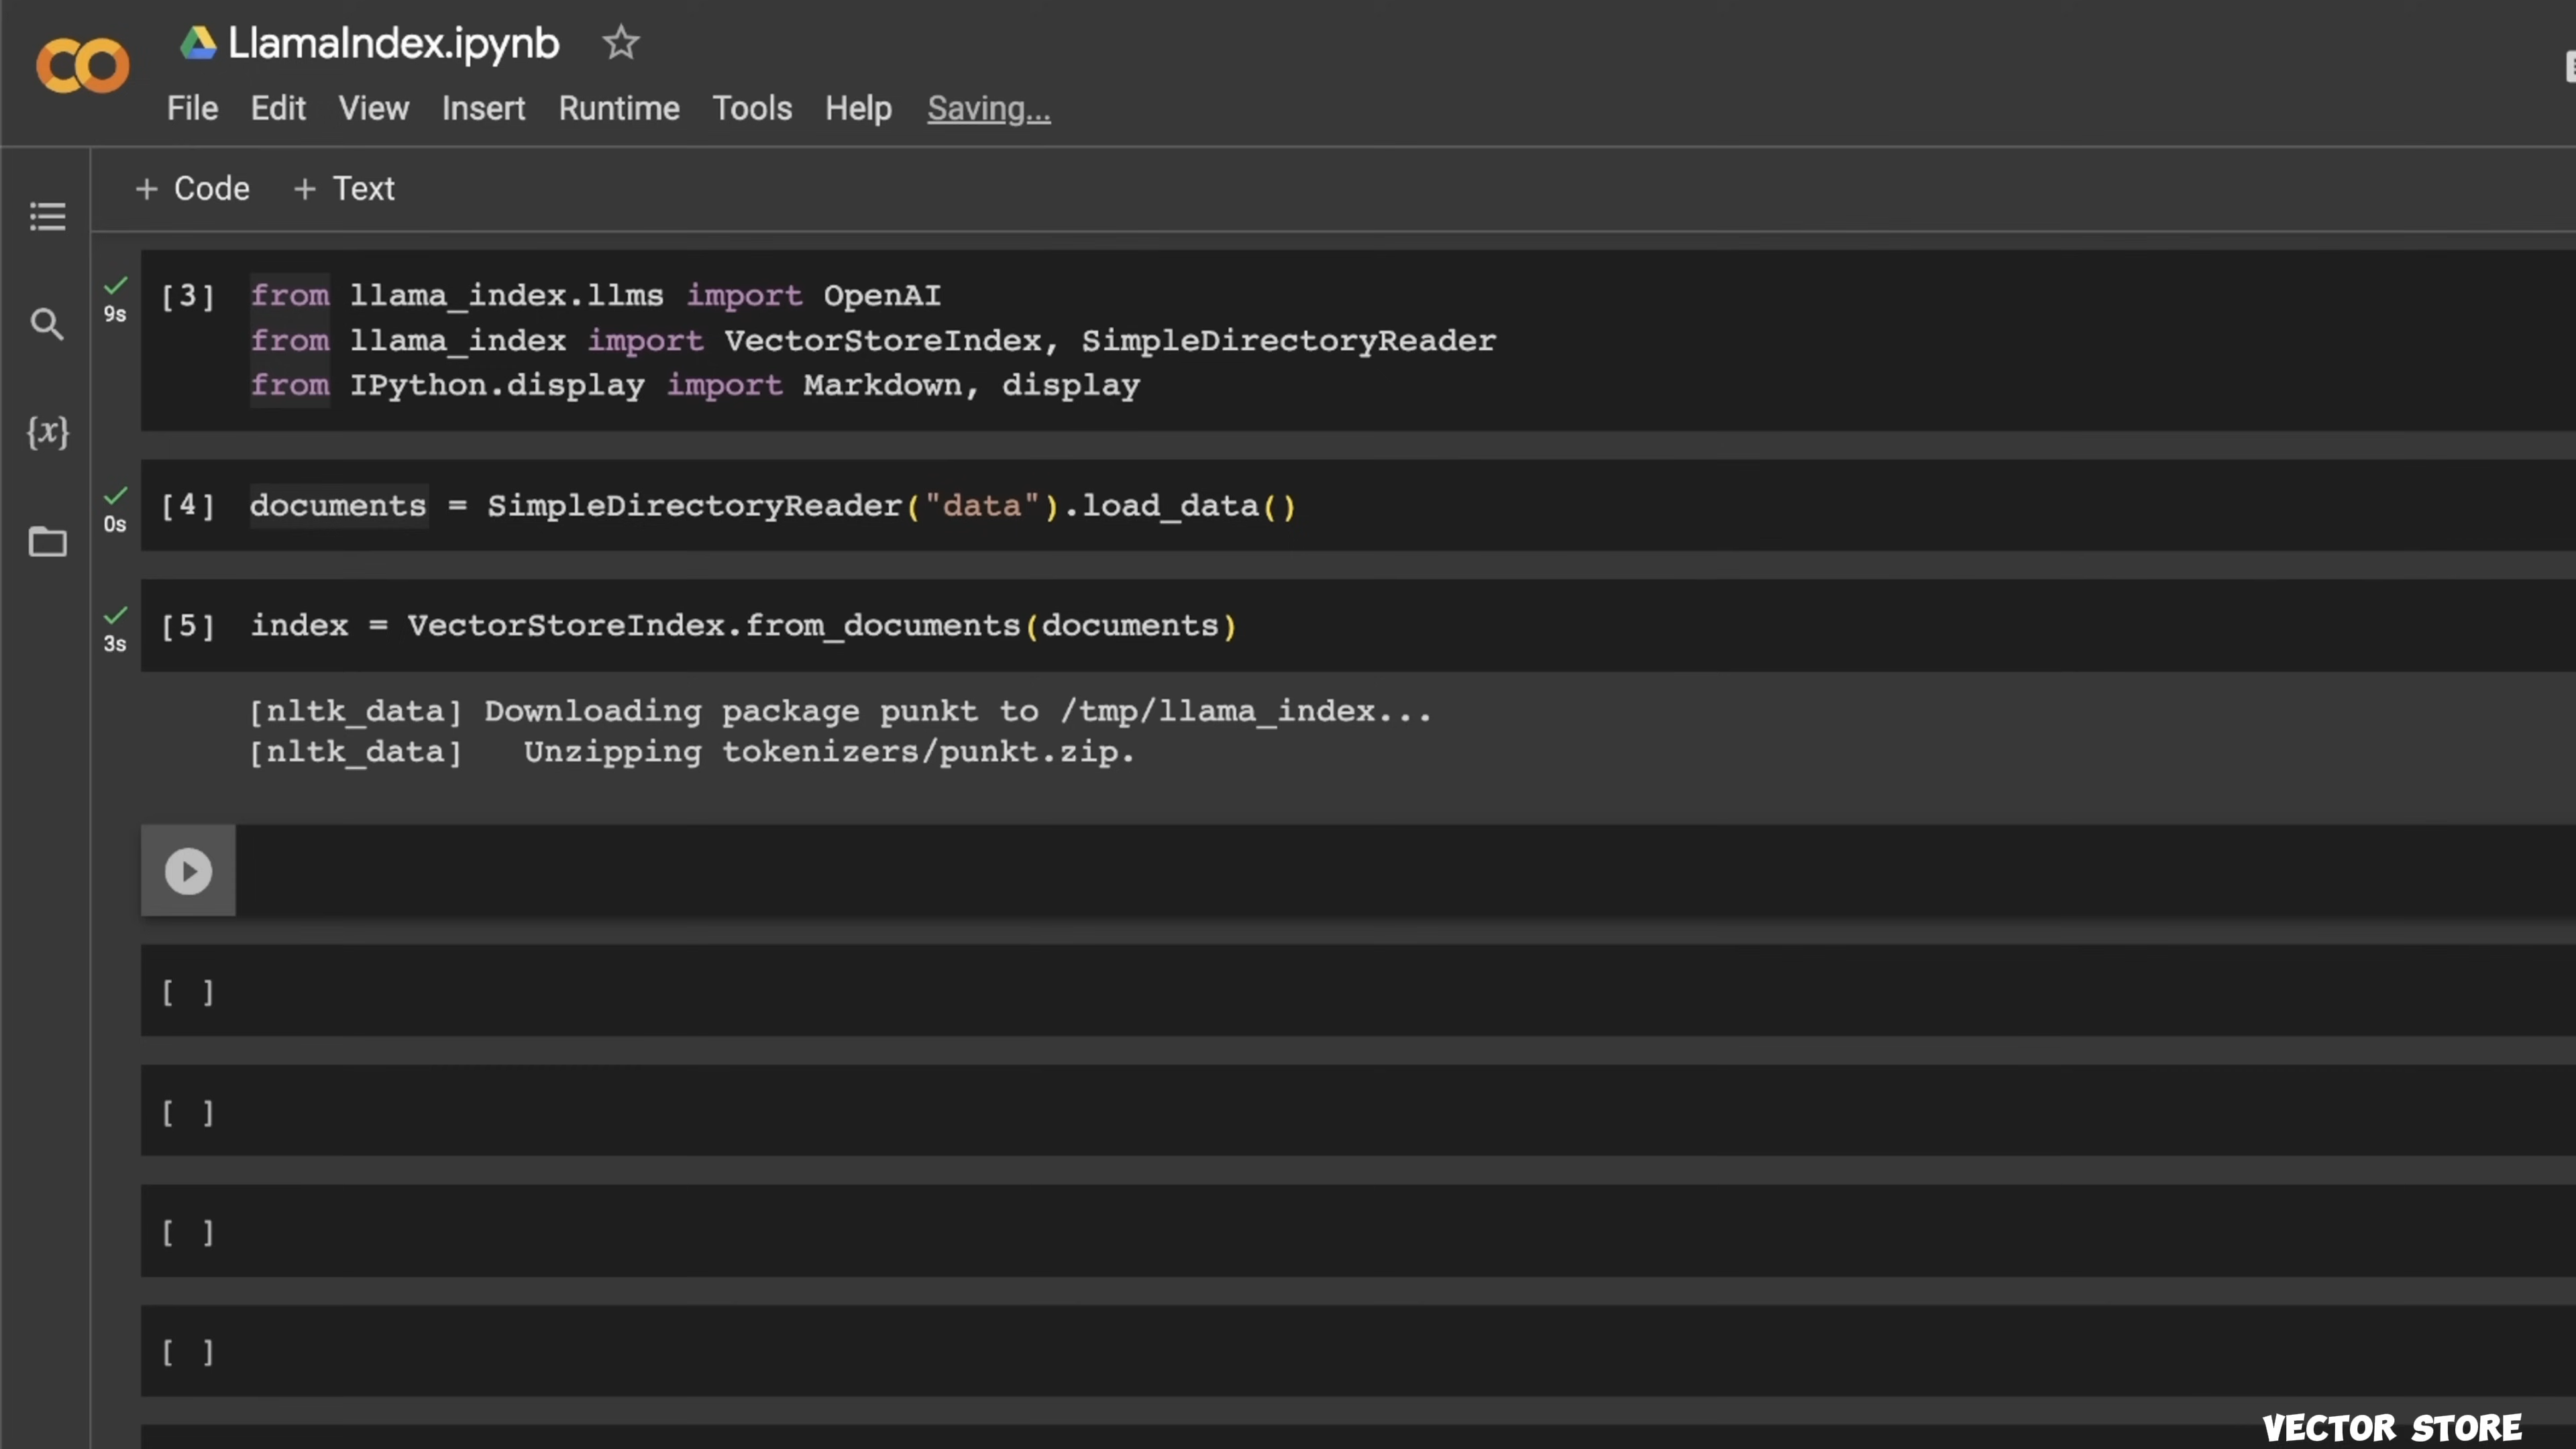 LlamaIndex.ipynb
File Edit View Insert Runtime Tools Help Saving...
+ Code + Text
[3] from llama_index.llms import OpenAI
9s from llama_index import VectorStoreIndex, SimpleDirectoryReader
from IPython.display import Markdown, display
{x}
[4] documents = SimpleDirectoryReader("data").load_data()
0s
[5] index = VectorStoreIndex.from_documents(documents)
3s
[nltk_data] Downloading package punkt to /tmp/llama_index...
[nltk_data]   Unzipping tokenizers/punkt.zip.
[ ]
[ ]
[ ]
[ ]
VECTOR STORE